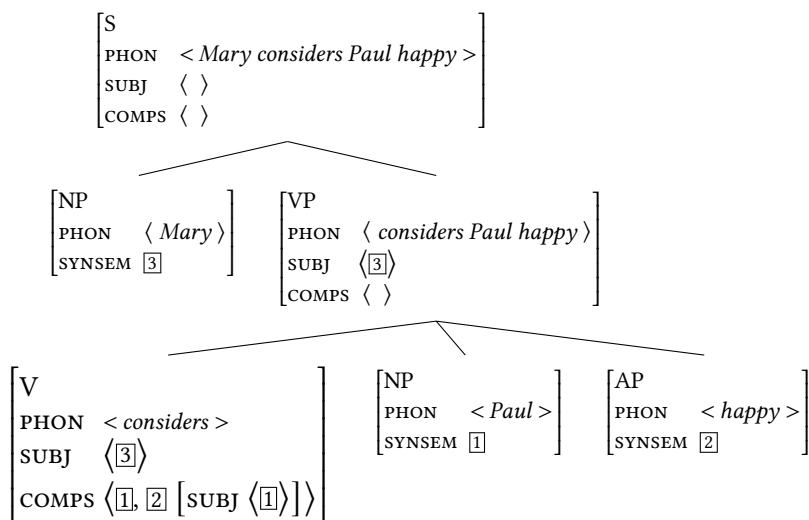 S
PHON < Mary considers Paul happy >
SUBJ ⟨ ⟩
COMPS ⟨ ⟩
NP
PHON ⟨ Mary ⟩
SYNSEM 3
VP
PHON ⟨ considers Paul happy ⟩
SUBJ ⟨3⟩
COMPS ⟨ ⟩
V
PHON < considers >
SUBJ ⟨3⟩
COMPS ⟨1, 2 [SUBJ ⟨1⟩]⟩
NP
PHON < Paul >
SYNSEM 1
AP
PHON < happy >
SYNSEM 2